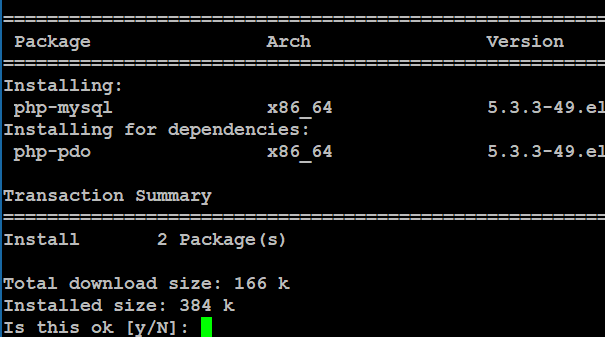 ================================================
Package Arch Version
================================================
Installing:
php-mysql x86_64 5.3.3-49.el
Installing for dependencies:
php-pdo x86_64 5.3.3-49.el
Transaction Summary
================================================
Install 2 Package(s)
Total download size: 166 k
Installed size: 384 k
Is this ok [y/N]: